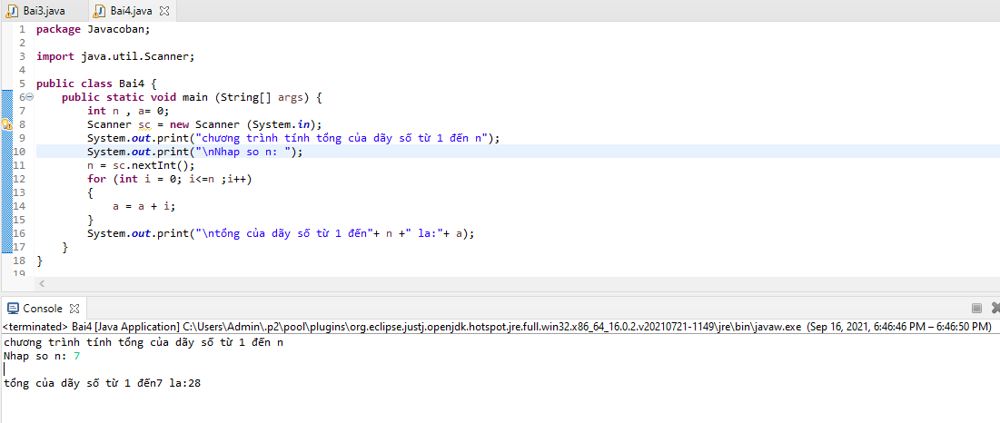 Bai3.java Bai4.java
1 package Javacoban;
2
3 import java.util.Scanner;
4
5 public class Bai4 {
6 public static void main (String[] args) {
7 int n , a= 0;
8 Scanner sc = new Scanner (System.in);
9 System.out.print("chương trình tính tổng của dãy số từ 1 đến n");
10 System.out.print("\nNhap so n: ");
11 n = sc.nextInt();
12 for (int i = 0; i<=n ;i++)
13 {
14 a = a + i;
15 }
16 System.out.print("\ntổng của dãy số từ 1 đến"+ n +" la:"+ a);
17 }
18 }
19
Console
<terminated> Bai4 [Java Application] C:\Users\Admin\.p2\pool\plugins\org.eclipse.justj.openjdk.hotspot.jre.full.win32.x86_64_16.0.2.v20210721-1149\jre\bin\javaw.exe (Sep 16, 2021, 6:46:46 PM – 6:46:50 PM)
chương trình tính tổng của dãy số từ 1 đến n
Nhap so n: 7
tổng của dãy số từ 1 đến7 la:28